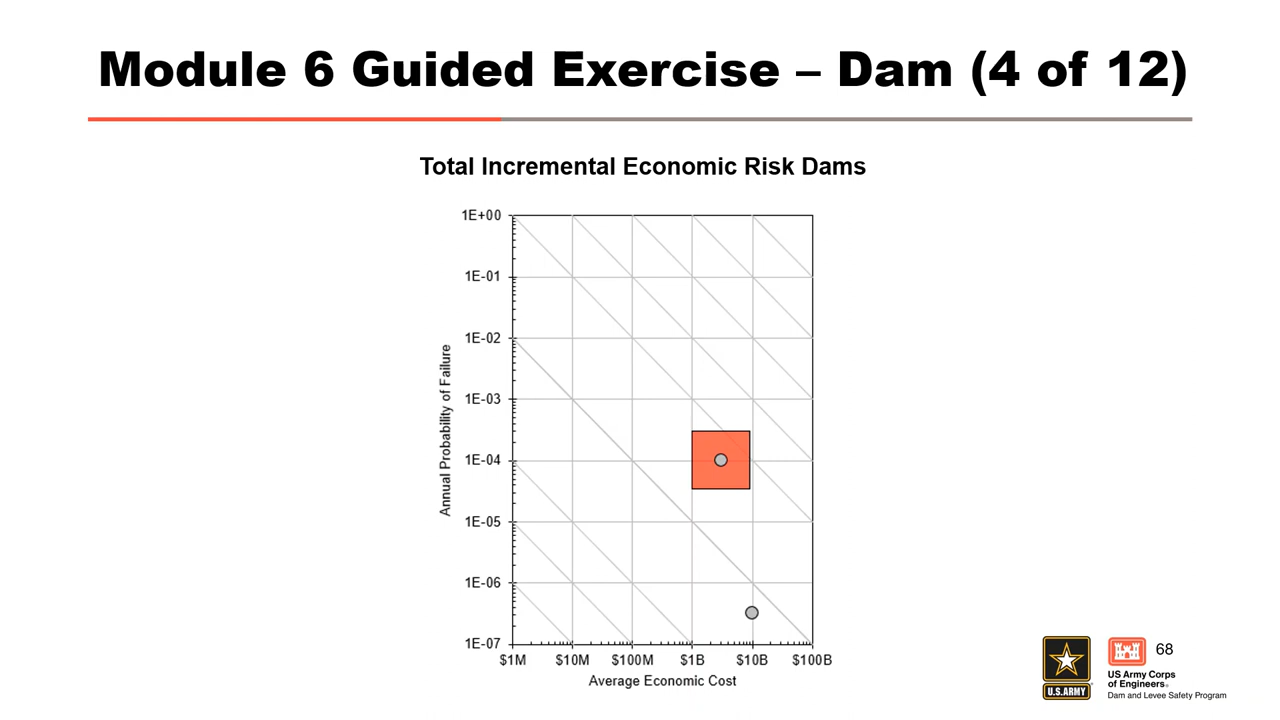 Module 6 Guided Exercise – Dam (4 of 12)
Total Incremental Economic Risk Dams
1E+00
1E-01
1E-02
1E-03
1E-04
1E-05
1E-06
1E-07
Annual Probability of Failure
$1M $10M $100M $1B $10B $100B
Average Economic Cost
U.S.ARMY
68
US Army Corps
of Engineers®
Dam and Levee Safety Program